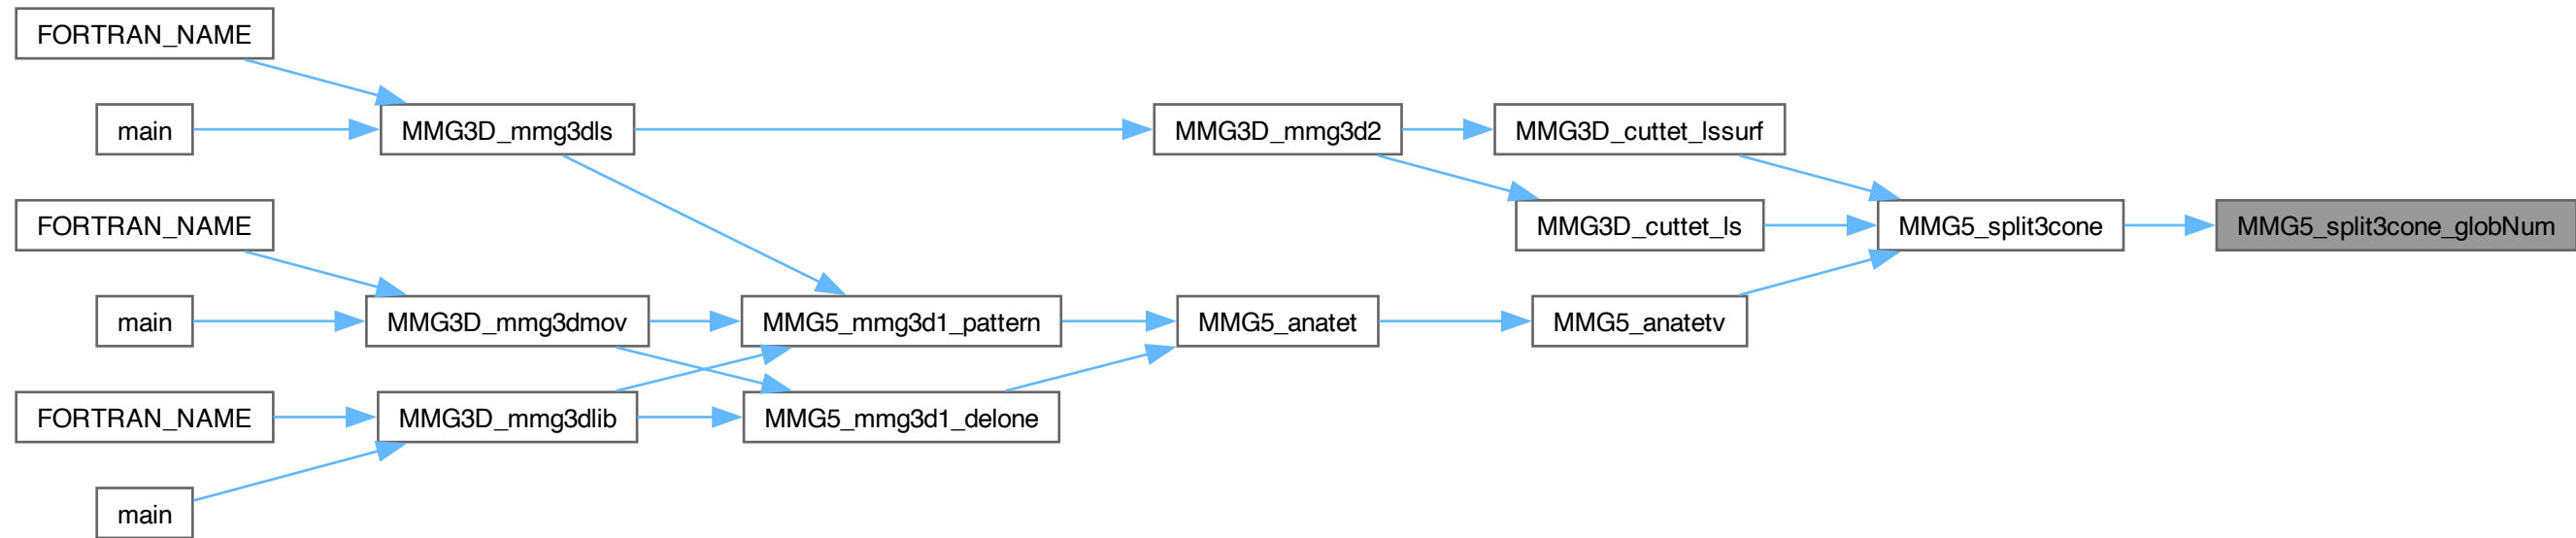 FORTRAN_NAME
main
MMG3D_mmg3dls
MMG3D_mmg3d2
MMG3D_cuttet_lssurf
FORTRAN_NAME
MMG3D_cuttet_ls
MMG5_split3cone
MMG5_split3cone_globNum
main
MMG3D_mmg3dmov
MMG5_mmg3d1_pattern
MMG5_anatet
MMG5_anatetv
FORTRAN_NAME
MMG3D_mmg3dlib
MMG5_mmg3d1_delone
main